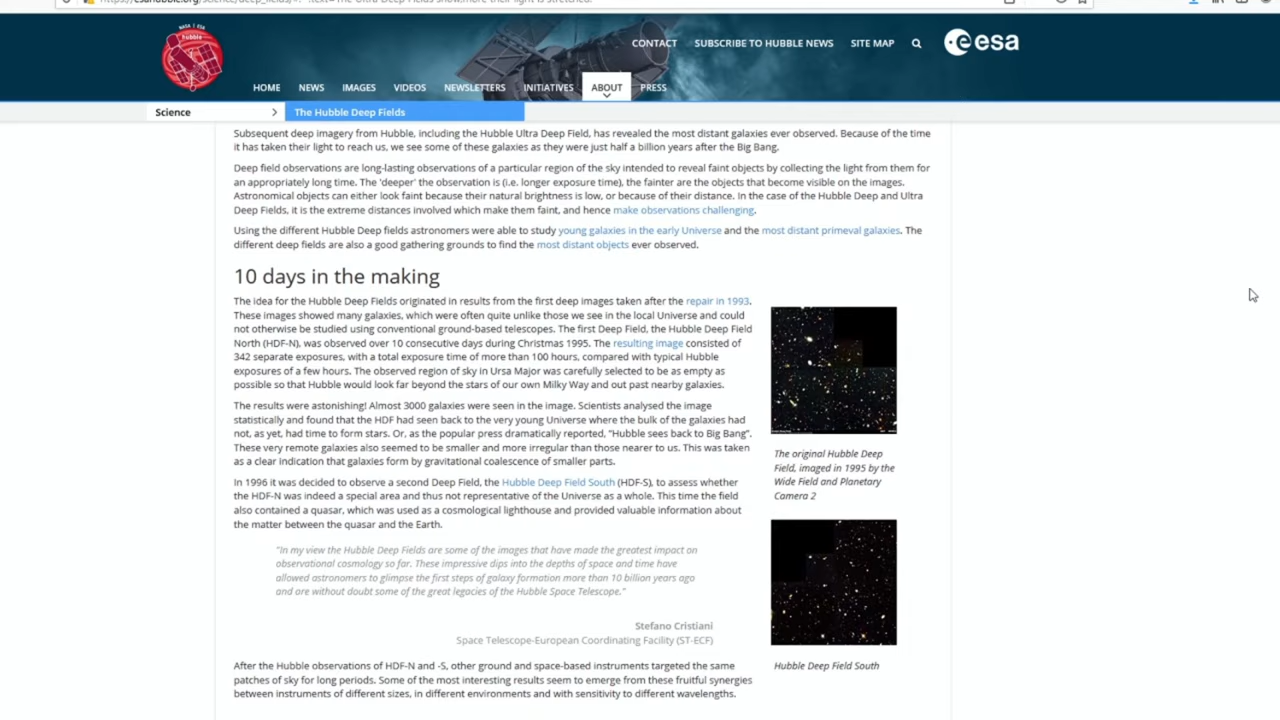 NASA | ESA
hubble
CONTACT SUBSCRIBE TO HUBBLE NEWS SITE MAP
esa
HOME NEWS IMAGES VIDEOS NEWSLETTERS INITIATIVES ABOUT PRESS
Science The Hubble Deep Fields
Subsequent deep imagery from Hubble, including the Hubble Ultra Deep Field, has revealed the most distant galaxies ever observed. Because of the time
it has taken their light to reach us, we see some of these galaxies as they were just half a billion years after the Big Bang.
Deep field observations are long-lasting observations of a particular region of the sky intended to reveal faint objects by collecting the light from them for
an appropriately long time. The 'deeper' the observation is (i.e. longer exposure time), the fainter are the objects that become visible on the images.
Astronomical objects can either look faint because their natural brightness is low, or because of their distance. In the case of the Hubble Deep and Ultra
Deep Fields, it is the extreme distances involved which make them faint, and hence make observations challenging.
Using the different Hubble Deep fields astronomers were able to study young galaxies in the early Universe and the most distant primeval galaxies. The
different deep fields are also a good gathering grounds to find the most distant objects ever observed.
10 days in the making
The idea for the Hubble Deep Fields originated in results from the first deep images taken after the repair in 1993.
These images showed many galaxies, which were often quite unlike those we see in the local Universe and could
not otherwise be studied using conventional ground-based telescopes. The first Deep Field, the Hubble Deep Field
North (HDF-N), was observed over 10 consecutive days during Christmas 1995. The resulting image consisted of
342 separate exposures, with a total exposure time of more than 100 hours, compared with typical Hubble
exposures of a few hours. The observed region of sky in Ursa Major was carefully selected to be as empty as
possible so that Hubble would look far beyond the stars of our own Milky Way and out past nearby galaxies.
The results were astonishing! Almost 3000 galaxies were seen in the image. Scientists analysed the image
statistically and found that the HDF had seen back to the very young Universe where the bulk of the galaxies had
not, as yet, had time to form stars. Or, as the popular press dramatically reported, “Hubble sees back to Big Bang”.
These very remote galaxies also seemed to be smaller and more irregular than those nearer to us. This was taken
as a clear indication that galaxies form by gravitational coalescence of smaller parts.
In 1996 it was decided to observe a second Deep Field, the Hubble Deep Field South (HDF-S), to assess whether
the HDF-N was indeed a special area and thus not representative of the Universe as a whole. This time the field
also contained a quasar, which was used as a cosmological lighthouse and provided valuable information about
the matter between the quasar and the Earth.
"In my view the Hubble Deep Fields are some of the images that have made the greatest impact on
observational cosmology so far. These impressive dips into the depths of space and time have
allowed astronomers to glimpse the first steps of galaxy formation more than 10 billion years ago
and are without doubt some of the great legacies of the Hubble Space Telescope."
Stefano Cristiani
Space Telescope-European Coordinating Facility (ST-ECF)
After the Hubble observations of HDF-N and -S, other ground and space-based instruments targeted the same
patches of sky for long periods. Some of the most interesting results seem to emerge from these fruitful synergies
between instruments of different sizes, in different environments and with sensitivity to different wavelengths.
The original Hubble Deep
Field, imaged in 1995 by the
Wide Field and Planetary
Camera 2
Hubble Deep Field South